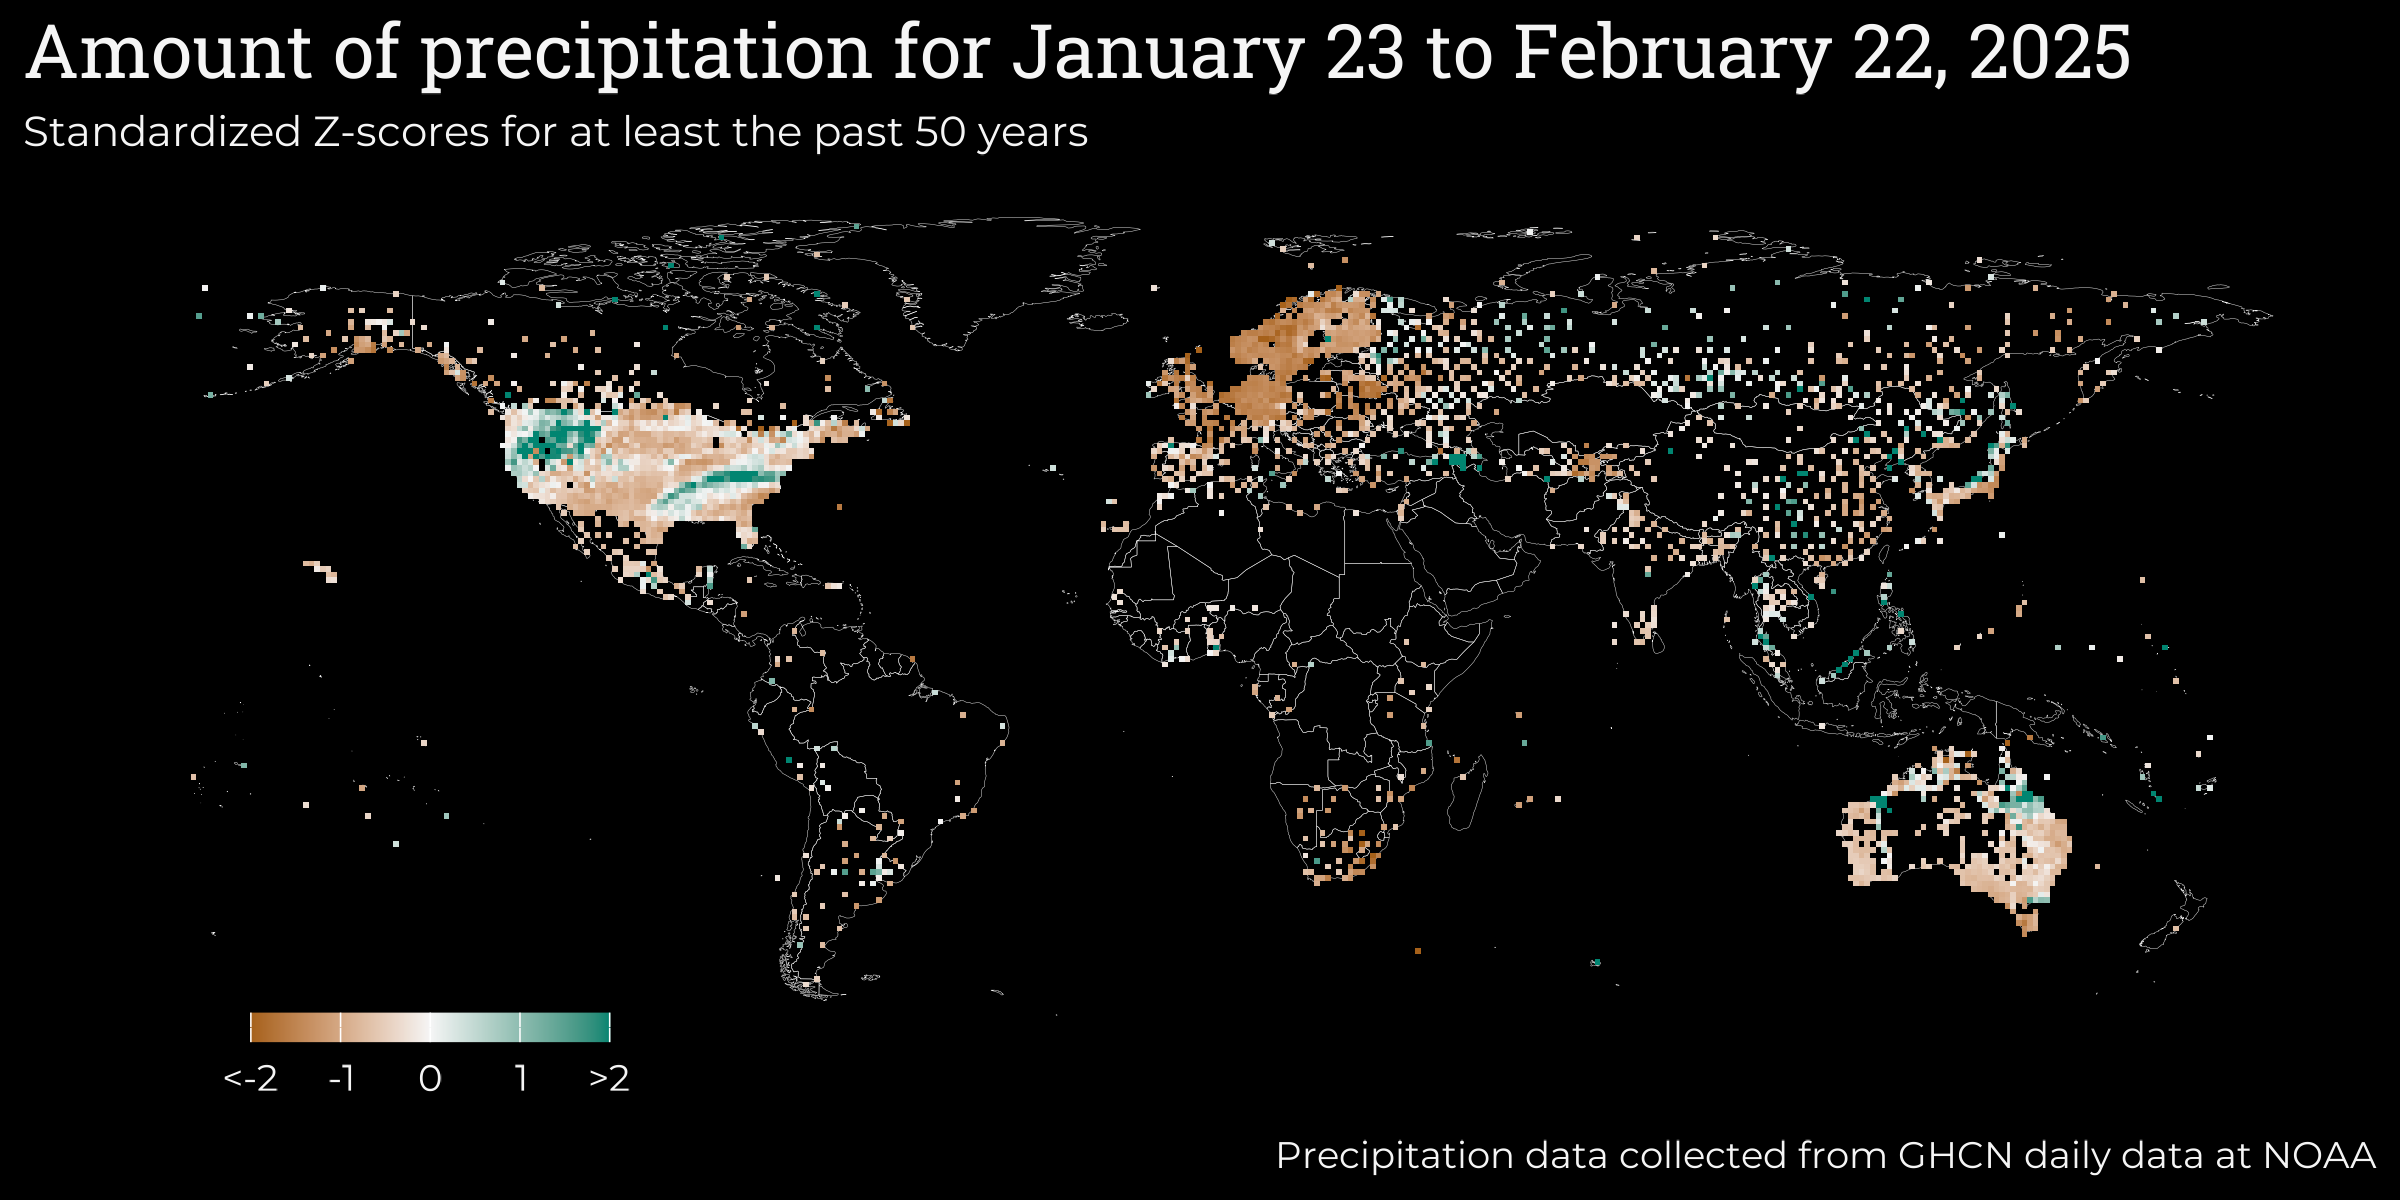 Amount of precipitation for January 23 to February 22, 2025
Standardized Z-scores for at least the past 50 years
<-2 -1 0 1 >2
Precipitation data collected from GHCN daily data at NOAA